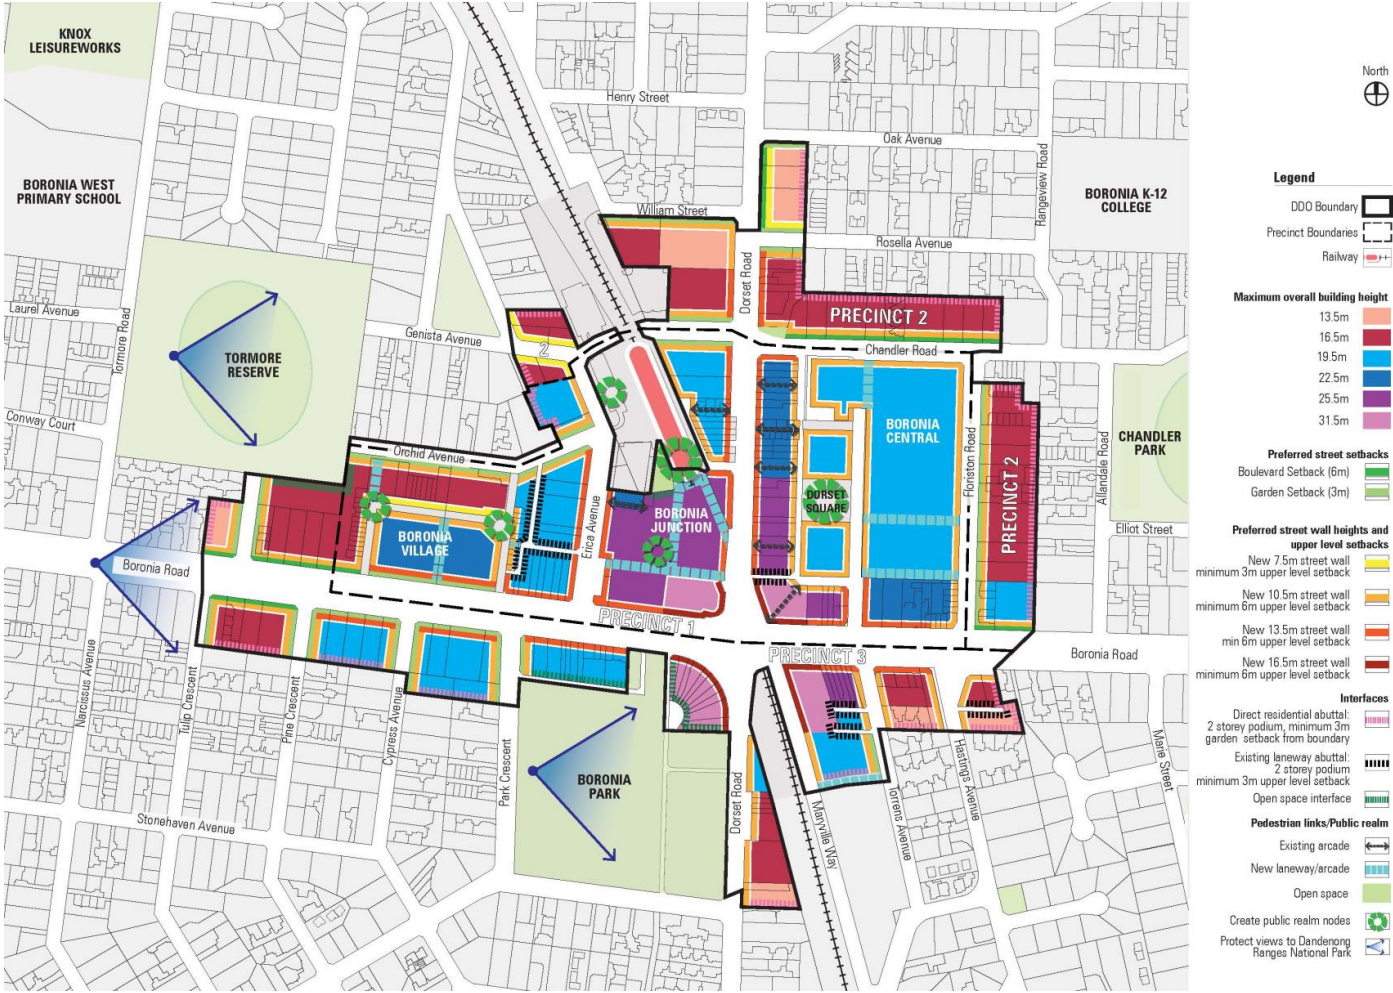 KNOX
LEISUREWORKS
Henry Street
Oak Avenue
Rangeview Road
BORONIA WEST
PRIMARY SCHOOL
BORONIA K-12
COLLEGE
William Street
Rosella Avenue
Dorset Road
Laurel Avenue
Tormore Road
TORMORE
RESERVE
Genista Avenue
2
PRECINCT 2
Chandler Road
Conway Court
Orchid Avenue
BORONIA
CENTRAL
Floriston Road
PRECINCT 2
Allandale Road
CHANDLER
PARK
DORSET
SQUARE
Elliot Street
BORONIA
JUNCTION
Erica Avenue
BORONIA
VILLAGE
Boronia Road
PRECINCT 1
PRECINCT 3
Boronia Road
Narcissus Avenue
Tulip Crescent
Pine Crescent
Cypress Avenue
Park Crescent
BORONIA
PARK
Dorset Road
Maryville Way
Torrens Avenue
Hastings Avenue
Marie Street
Stonehaven Avenue
North
Legend
DDO Boundary
Precinct Boundaries
Railway
Maximum overall building height
13.5m
16.5m
19.5m
22.5m
25.5m
31.5m
Preferred street setbacks
Boulevard Setback (6m)
Garden Setback (3m)
Preferred street wall heights and
upper level setbacks
New 7.5m street wall
minimum 3m upper level setback
New 10.5m street wall
minimum 6m upper level setback
New 13.5m street wall
min 6m upper level setback
New 16.5m street wall
minimum 6m upper level setback
Interfaces
Direct residential abuttal:
2 storey podium, minimum 3m
garden setback from boundary
Existing laneway abuttal:
2 storey podium
minimum 3m upper level setback
Open space interface
Pedestrian links/Public realm
Existing arcade
New laneway/arcade
Open space
Create public realm nodes
Protect views to Dandenong
Ranges National Park